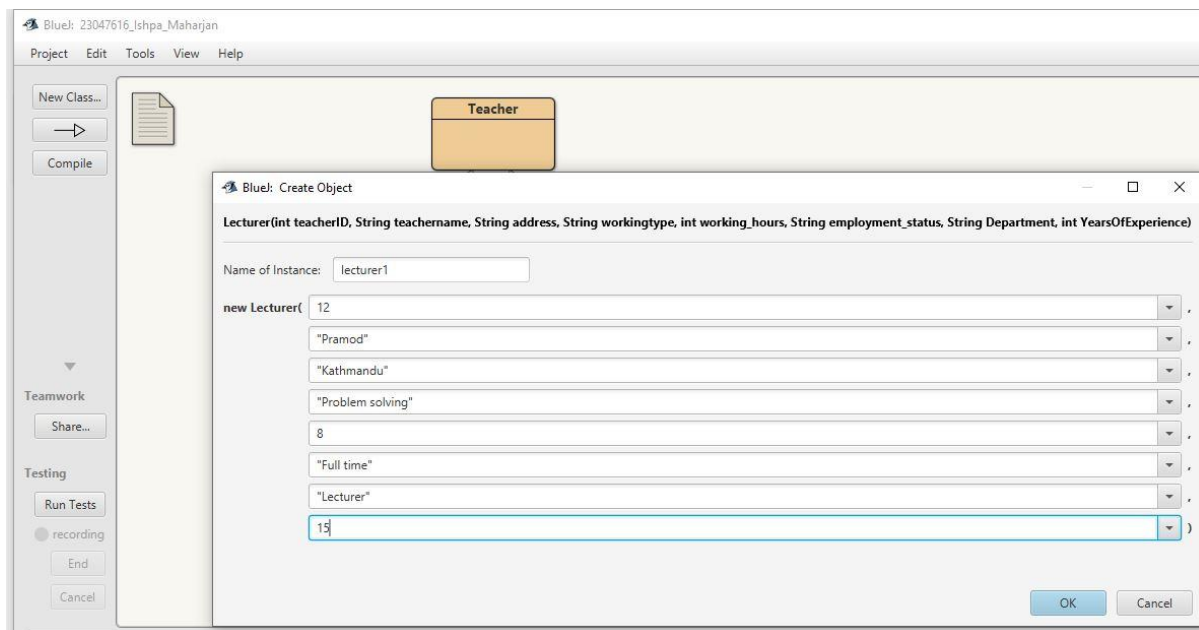 BlueJ: 23047616_Ishpa_Maharjan
Project Edit Tools View Help
New Class...
Compile
Teacher
BlueJ: Create Object
Lecturer(int teacherID, String teachername, String address, String workingtype, int working_hours, String employment_status, String Department, int YearsOfExperience)
Name of Instance: lecturer1
new Lecturer( 12 ,
"Pramod" ,
"Kathmandu" ,
"Problem solving" ,
8 ,
"Full time" ,
"Lecturer" ,
15 )
Teamwork
Share...
Testing
Run Tests
recording
End
Cancel
OK Cancel